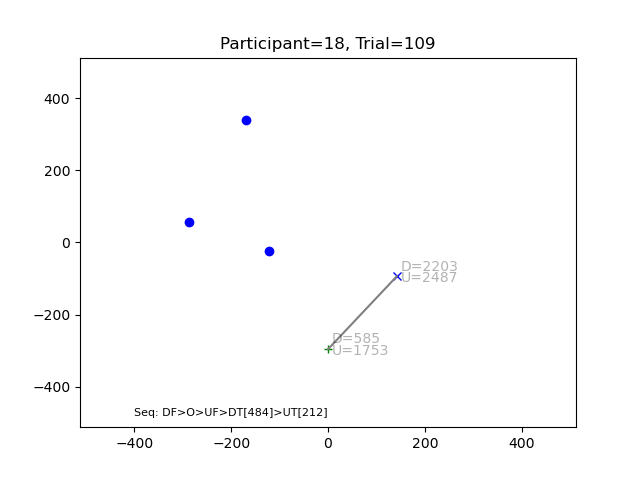 Participant=18, Trial=109
400
200
0
−200
−400
D=2203
U=2487
D=585
U=1753
Seq: DF>O>UF>DT[484]>UT[212]
−400 −200 0 200 400